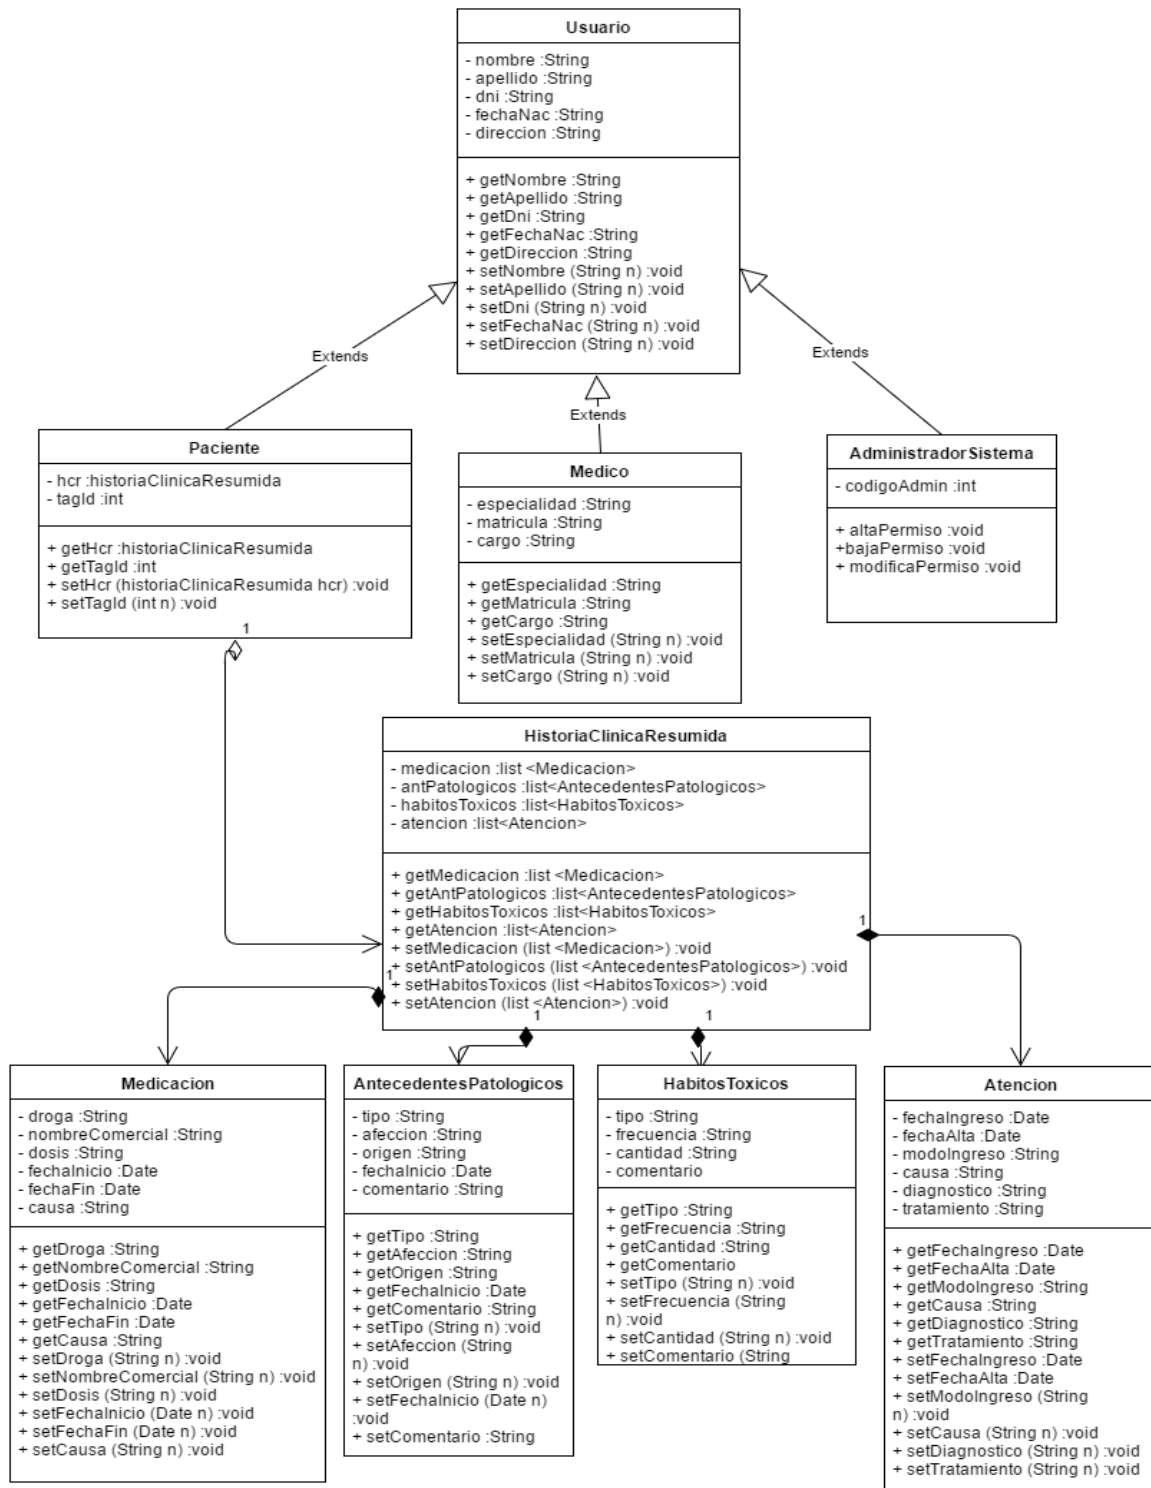 Usuario
- nombre :String
- apellido :String
- dni :String
- fechaNac :String
- direccion :String
+ getNombre :String
+ getApellido :String
+ getDni :String
+ getFechaNac :String
+ getDireccion :String
+ setNombre (String n) :void
+ setApellido (String n) :void
+ setDni (String n) :void
+ setFechaNac (String n) :void
+ setDireccion (String n) :void
Extends
Extends
Extends
Paciente
- hcr :historiaClinicaResumida
- tagId :int
+ getHcr :historiaClinicaResumida
+ getTagId :int
+ setHcr (historiaClinicaResumida hcr) :void
+ setTagId (int n) :void
1
Medico
- especialidad :String
- matricula :String
- cargo :String
+ getEspecialidad :String
+ getMatricula :String
+ getCargo :String
+ setEspecialidad (String n) :void
+ setMatricula (String n) :void
+ setCargo (String n) :void
AdministradorSistema
- codigoAdmin :int
+ altaPermiso :void
+bajaPermiso :void
+ modificaPermiso :void
HistoriaClinicaResumida
- medicacion :list <Medicacion>
- antPatologicos :list<AntecedentesPatologicos>
- habitosToxicos :list<HabitosToxicos>
- atencion :list<Atencion>
+ getMedicacion :list <Medicacion>
+ getAntPatologicos :list<AntecedentesPatologicos>
+ getHabitosToxicos :list<HabitosToxicos>
+ getAtencion :list<Atencion>
+ setMedicacion (list <Medicacion>) :void
+ setAntPatologicos (list <AntecedentesPatologicos>) :void
+ setHabitosToxicos (list <HabitosToxicos>) :void
+ setAtencion (list <Atencion>) :void
1
1
1
1
Medicacion
- droga :String
- nombreComercial :String
- dosis :String
- fechaInicio :Date
- fechaFin :Date
- causa :String
+ getDroga :String
+ getNombreComercial :String
+ getDosis :String
+ getFechaInicio :Date
+ getFechaFin :Date
+ getCausa :String
+ setDroga (String n) :void
+ setNombreComercial (String n) :void
+ setDosis (String n) :void
+ setFechaInicio (Date n) :void
+ setFechaFin (Date n) :void
+ setCausa (String n) :void
AntecedentesPatologicos
- tipo :String
- afeccion :String
- origen :String
- fechaInicio :Date
- comentario :String
+ getTipo :String
+ getAfeccion :String
+ getOrigen :String
+ getFechaInicio :Date
+ getComentario :String
+ setTipo (String n) :void
+ setAfeccion (String
n) :void
+ setOrigen (String n) :void
+ setFechaInicio (Date n)
:void
+ setComentario :String
HabitosToxicos
- tipo :String
- frecuencia :String
- cantidad :String
- comentario
+ getTipo :String
+ getFrecuencia :String
+ getCantidad :String
+ getComentario
+ setTipo (String n) :void
+ setFrecuencia (String
n) :void
+ setCantidad (String n) :void
+ setComentario (String
Atencion
- fechaIngreso :Date
- fechaAlta :Date
- modoIngreso :String
- causa :String
- diagnostico :String
- tratamiento :String
+ getFechaIngreso :Date
+ getFechaAlta :Date
+ getModoIngreso :String
+ getCausa :String
+ getDiagnostico :String
+ getTratamiento :String
+ setFechaIngreso :Date
+ setFechaAlta :Date
+ setModoIngreso (String
n) :void
+ setCausa (String n) :void
+ setDiagnostico (String n) :void
+ setTratamiento (String n) :void